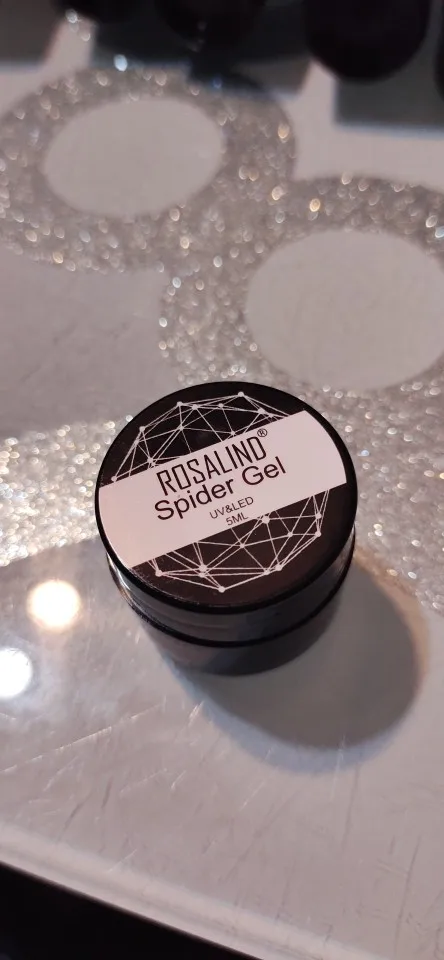 ROSALIND®
Spider Gel
UV&LED
5ML